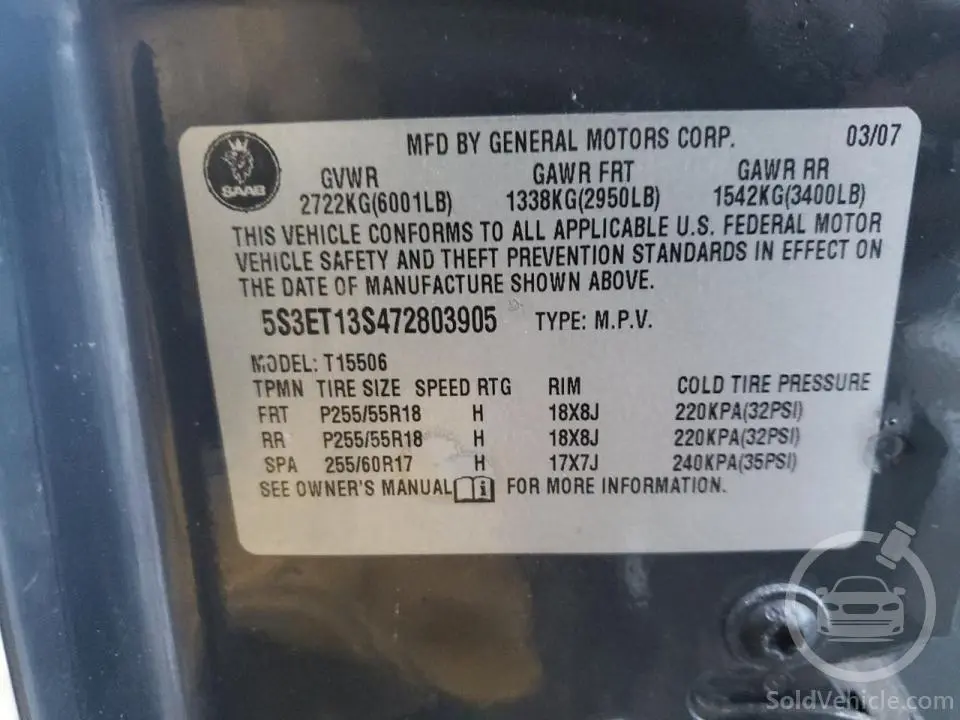 SAAB
MFD BY GENERAL MOTORS CORP. 03/07
GVWR GAWR FRT GAWR RR
2722KG(6001LB) 1338KG(2950LB) 1542KG(3400LB)
THIS VEHICLE CONFORMS TO ALL APPLICABLE U.S. FEDERAL MOTOR
VEHICLE SAFETY AND THEFT PREVENTION STANDARDS IN EFFECT ON
THE DATE OF MANUFACTURE SHOWN ABOVE.
5S3ET13S472803905 TYPE: M.P.V.
MODEL: T15506
TPMN TIRE SIZE SPEED RTG RIM COLD TIRE PRESSURE
FRT P255/55R18 H 18X8J 220KPA(32PSI)
RR P255/55R18 H 18X8J 220KPA(32PSI)
SPA 255/60R17 H 17X7J 240KPA(35PSI)
SEE OWNER'S MANUAL FOR MORE INFORMATION.
SoldVehicle.com